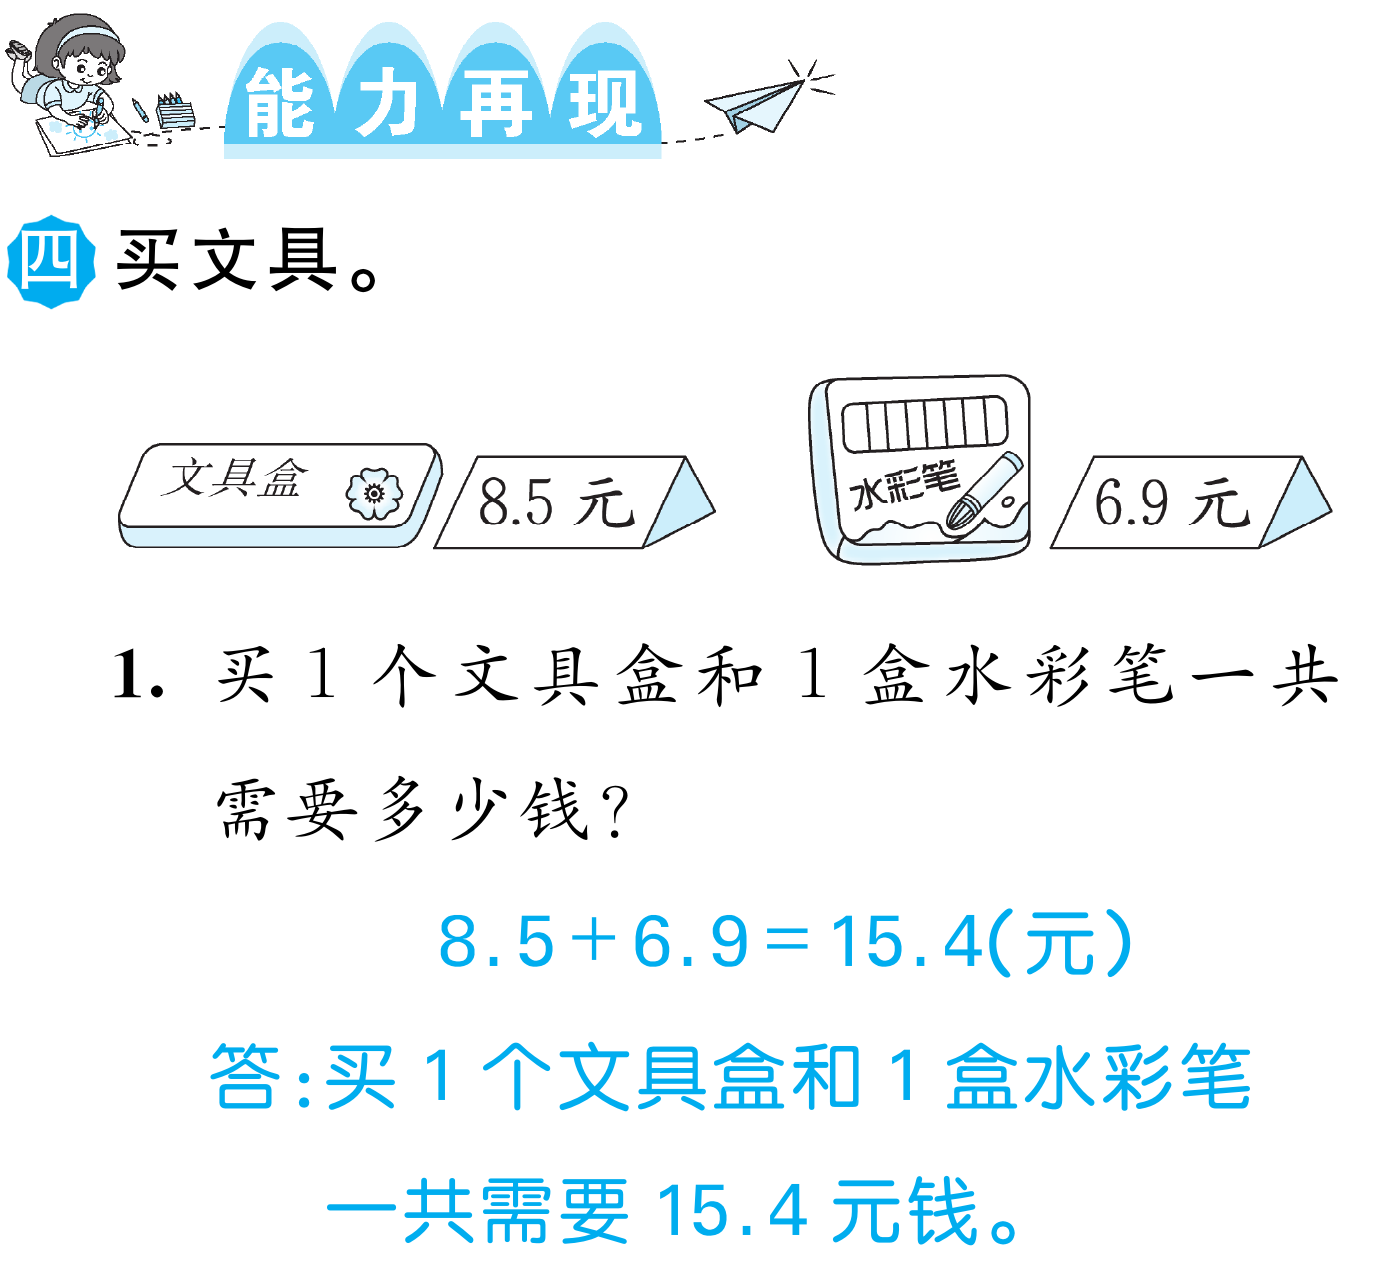 能力再现
四 买文具。
文具盒 8.5 元 水彩笔 6.9 元
1. 买 1 个文具盒和 1 盒水彩笔一共
需要多少钱?
8.5+6.9=15.4(元)
答:买 1 个文具盒和 1 盒水彩笔
一共需要 15.4 元钱。